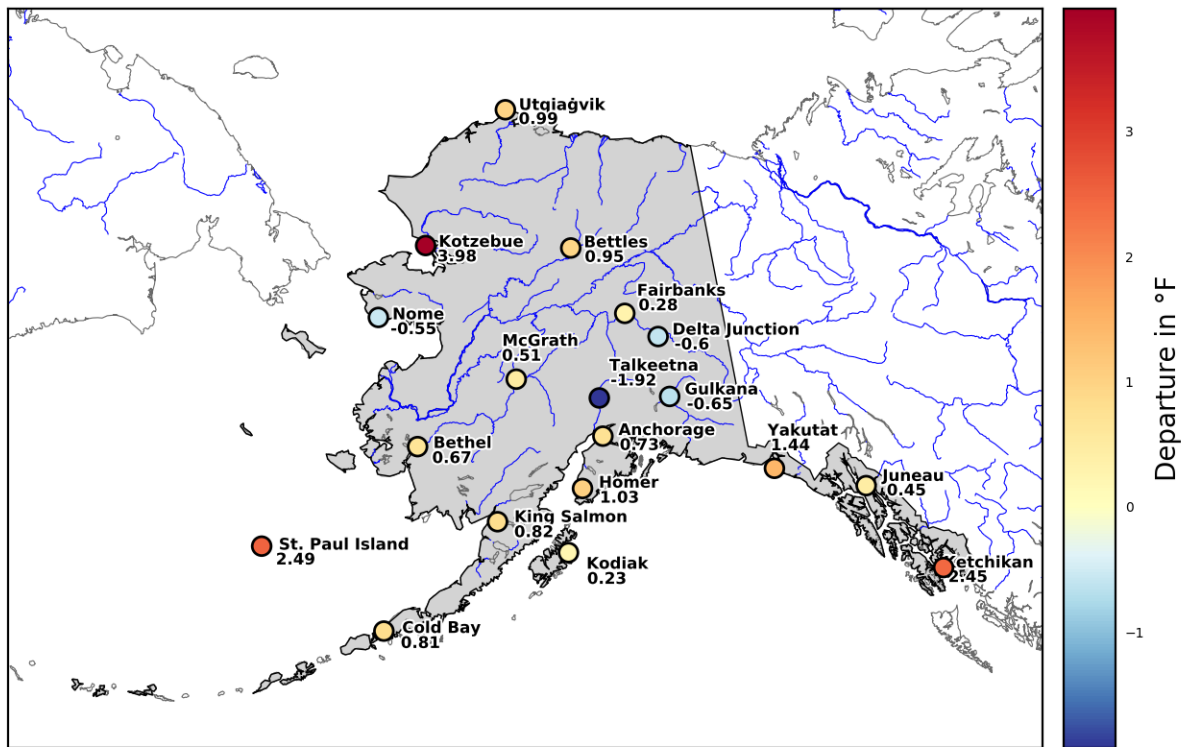 Utqiaġvik
0.99
Kotzebue
3.98
Bettles
0.95
Nome
-0.55
Fairbanks
0.28
Delta Junction
-0.6
McGrath
0.51
Talkeetna
-1.92
Gulkana
-0.65
Anchorage
0.73
Bethel
0.67
Yakutat
1.44
Homer
1.03
Juneau
0.45
King Salmon
0.82
St. Paul Island
2.49
Kodiak
0.23
Ketchikan
2.45
Cold Bay
0.81
3
2
1
0
−1
Departure in °F